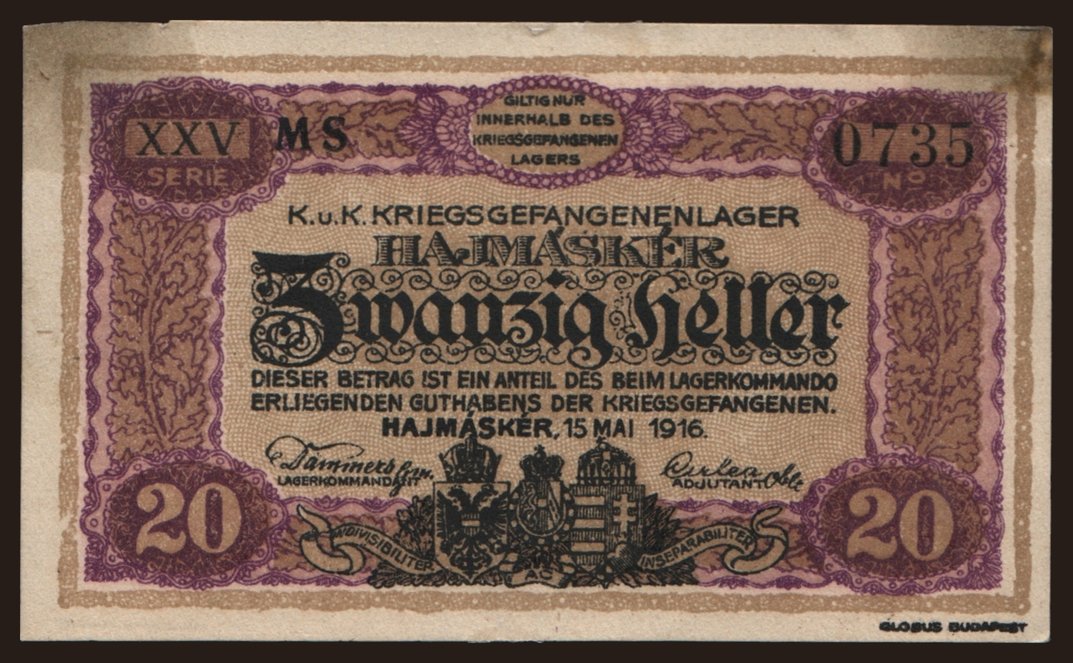 GILTIG NUR
INNERHALB DES
KRIEGSGEFANGENEN
LAGERS
XXV MS
SERIE
0735
No
K.u.K. KRIEGSGEFANGENENLAGER
HAJMÁSKÉR
Zwanzig Heller
DIESER BETRAG IST EIN ANTEIL DES BEIM LAGERKOMMANDO
ERLIEGENDEN GUTHABENS DER KRIEGSGEFANGENEN.
HAJMÁSKÉR, 15 MAI 1916.
LAGERKOMMANDANT
ADJUTANT
20
INDIVISIBILITER
INSEPARABILITER
20
GLOBUS BUDAPEST